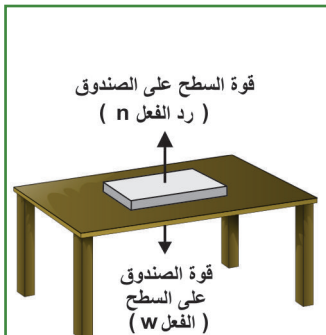 قوة السطح على الصندوق
( رد الفعل n )
قوة الصندوق
على السطح
( الفعل w )